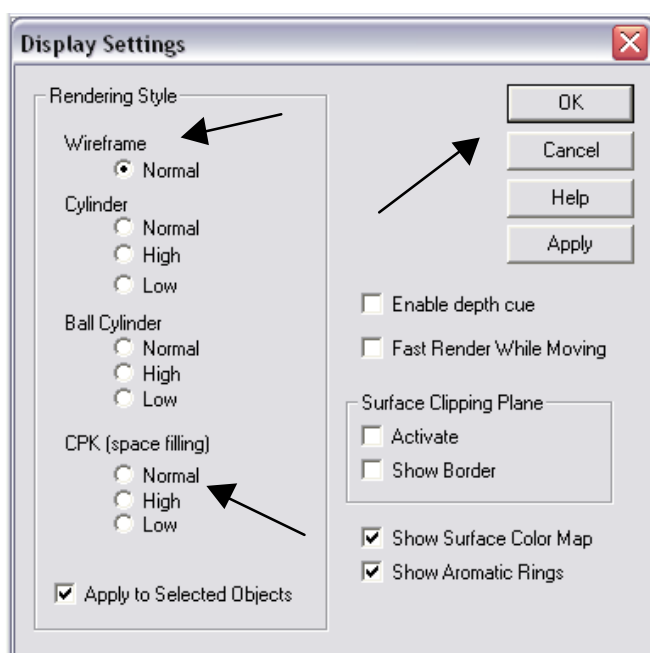 Display Settings
Rendering Style
Wireframe
Normal
Cylinder
Normal
High
Low
Ball Cylinder
Normal
High
Low
CPK (space filling)
Normal
High
Low
Apply to Selected Objects
OK
Cancel
Help
Apply
Enable depth cue
Fast Render While Moving
Surface Clipping Plane
Activate
Show Border
Show Surface Color Map
Show Aromatic Rings